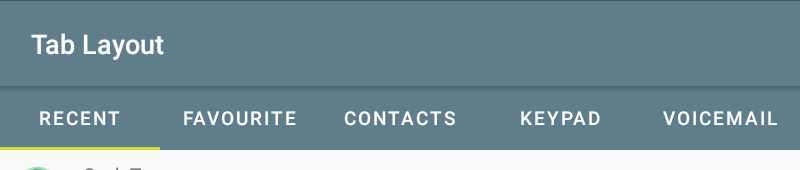 Tab Layout
RECENT FAVOURITE CONTACTS KEYPAD VOICEMAIL